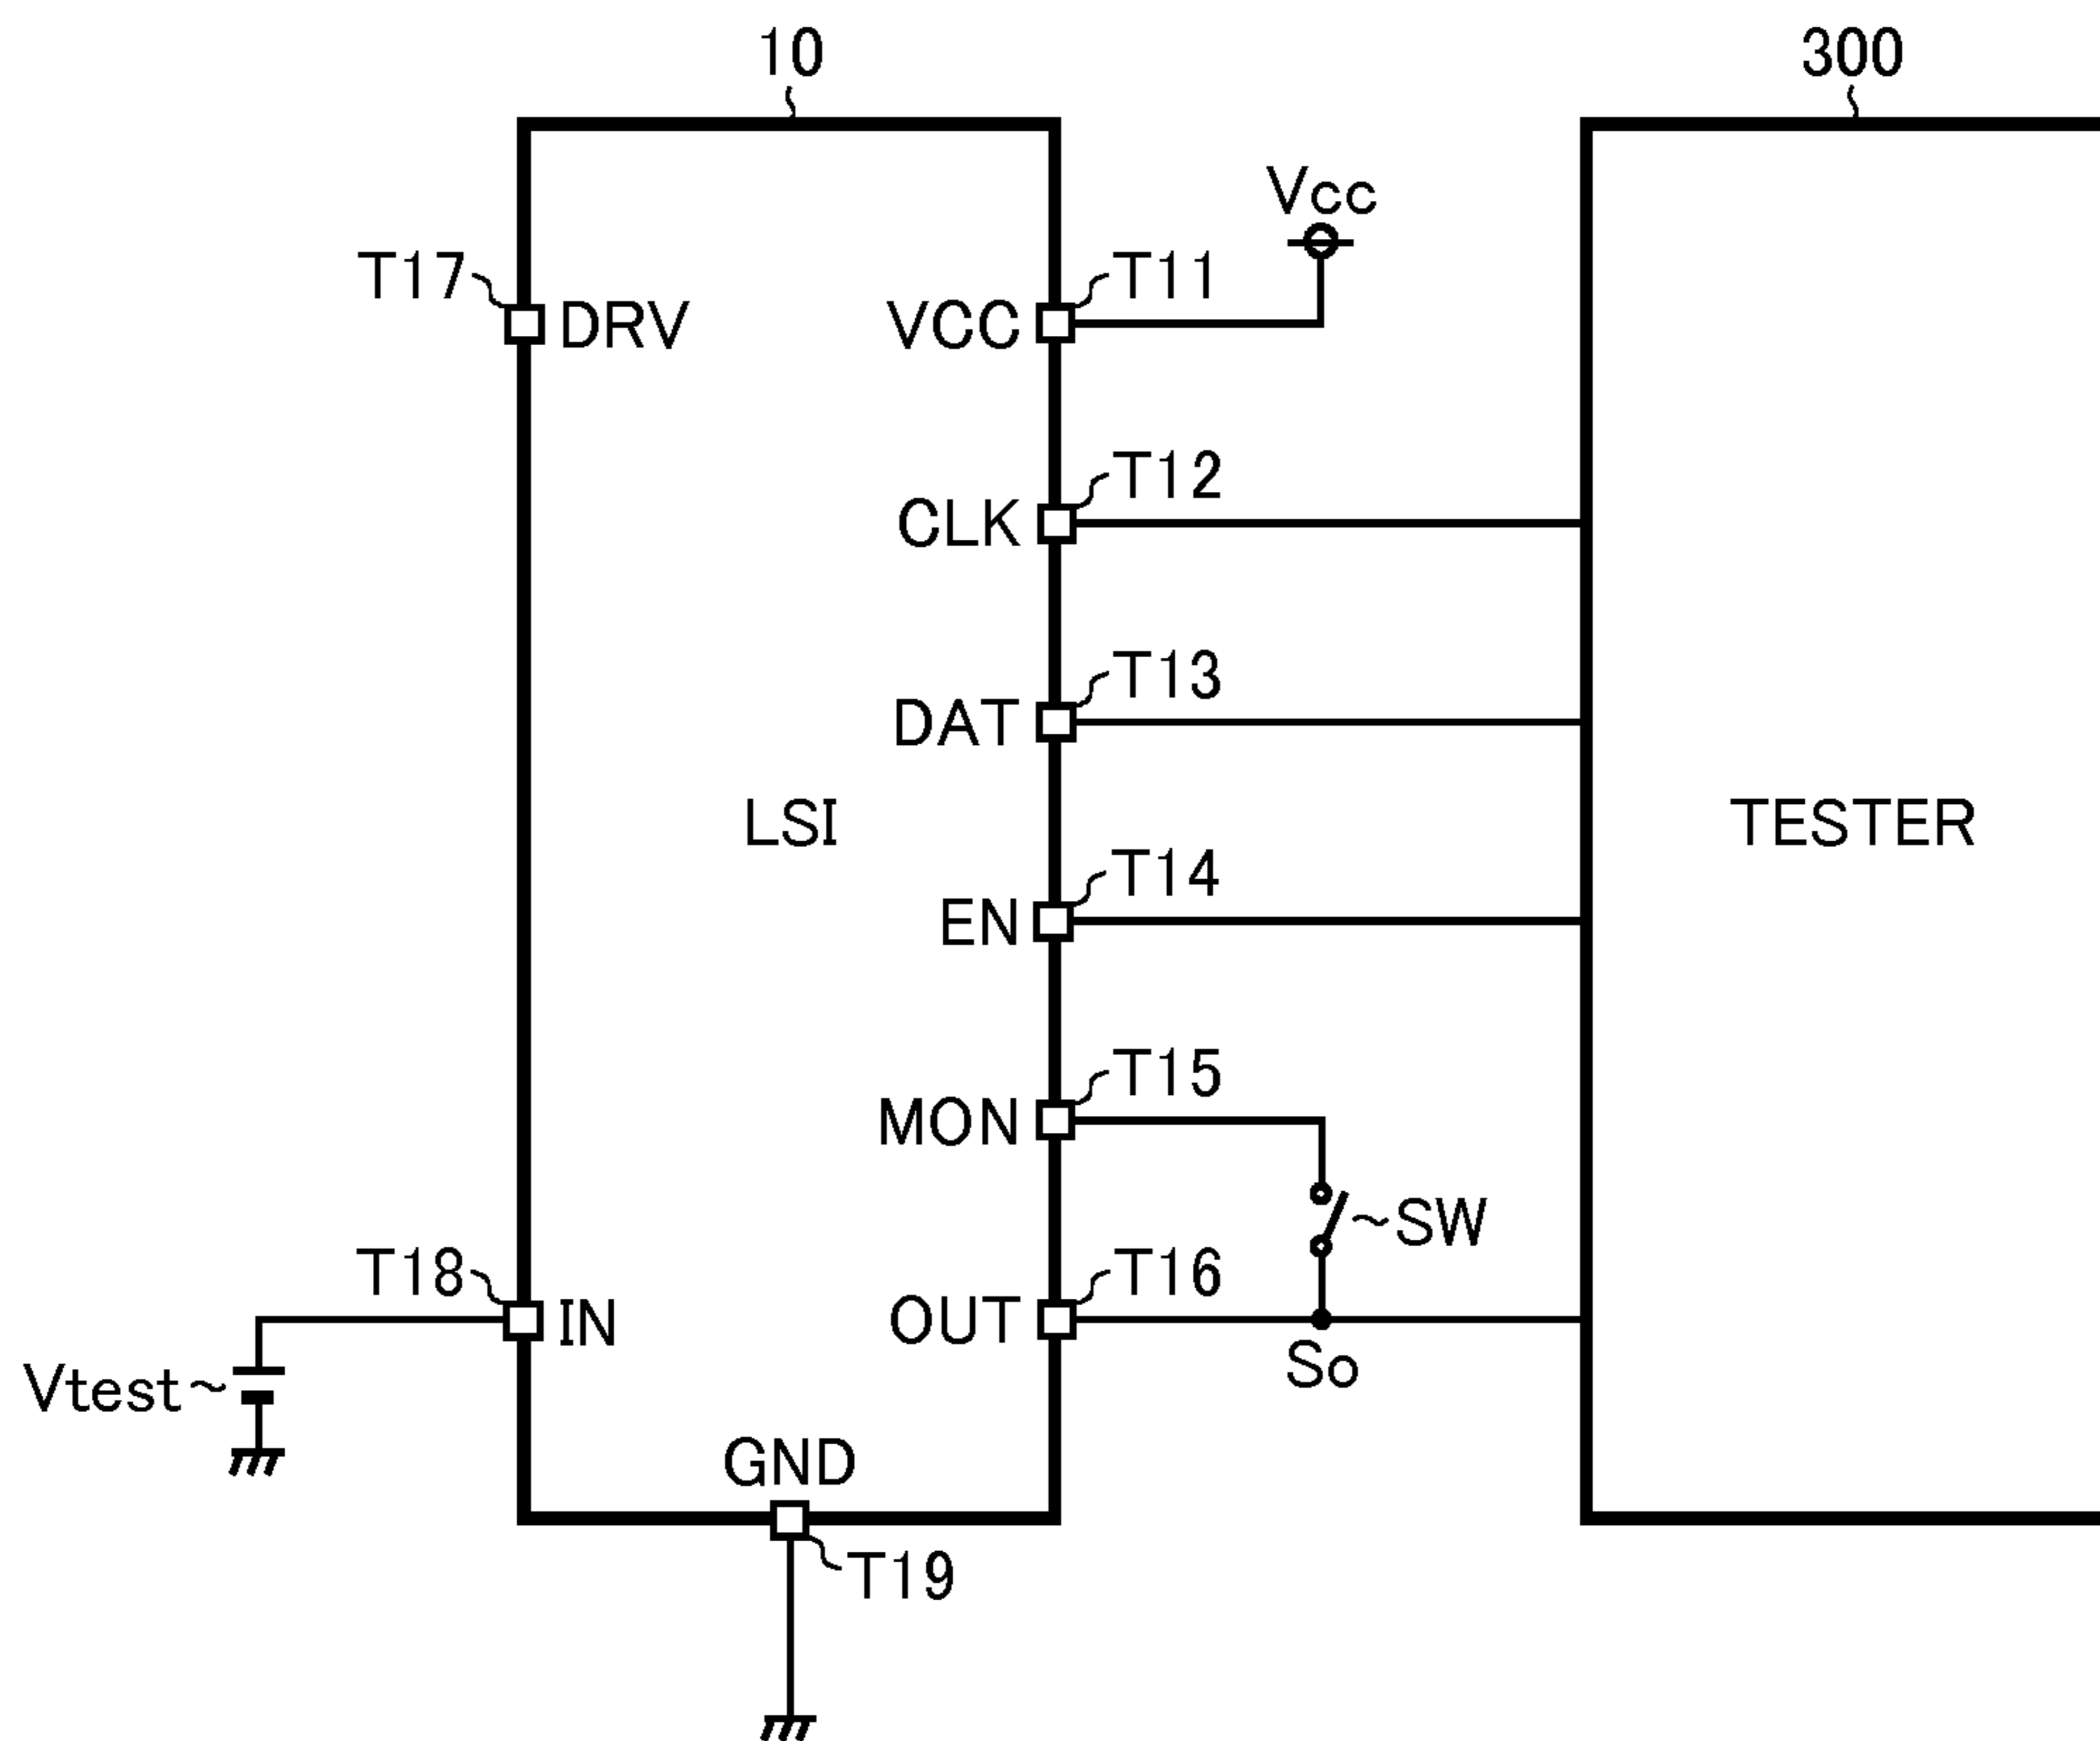 10
300
Vcc
T17
T11
DRV
VCC
T12
CLK
T13
DAT
LSI
TESTER
T14
EN
T15
MON
SW
T18
T16
IN
OUT
So
Vtest
GND
T19